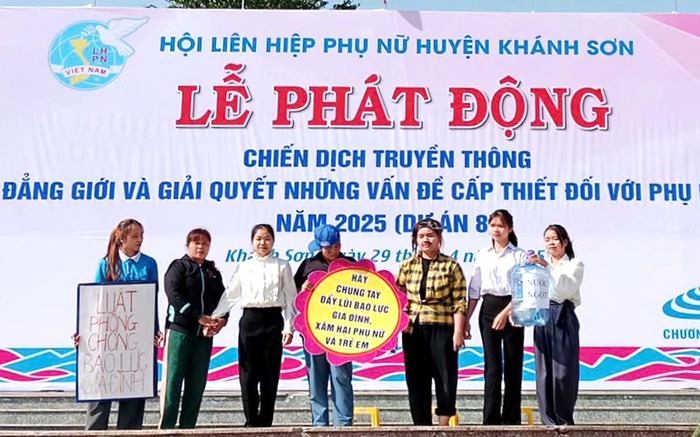 LHPN
VIỆT NAM
HỘI LIÊN HIỆP PHỤ NỮ HUYỆN KHÁNH SƠN
LỄ PHÁT ĐỘNG
CHIẾN DỊCH TRUYỀN THÔNG
ĐẲNG GIỚI VÀ GIẢI QUYẾT NHỮNG VẤN ĐỀ CẤP THIẾT ĐỐI VỚI PHỤ
NĂM 2025 (DỰ ÁN 8
29
4
LUẬT
PHÒNG
CHỐNG
BẠO LỰC
GIA ĐÌNH
HÃY
CHUNG TAY
ĐẨY LÙI BẠO LỰC
GIA ĐÌNH,
XÂM HẠI PHỤ NỮ
VÀ TRẺ EM
NƯỚC
NGỌT
CHƯƠN